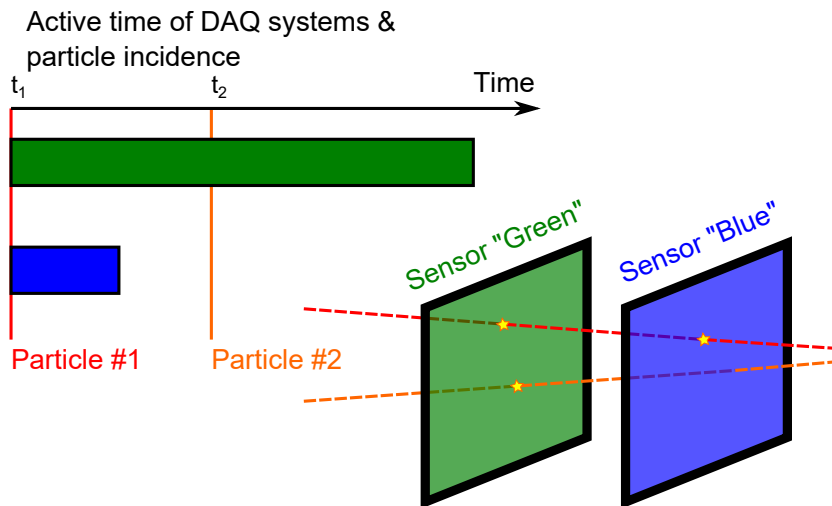 Active time of DAQ systems &
particle incidence
t₁
t₂
Time
Particle #1
Particle #2
Sensor "Green"
Sensor "Blue"